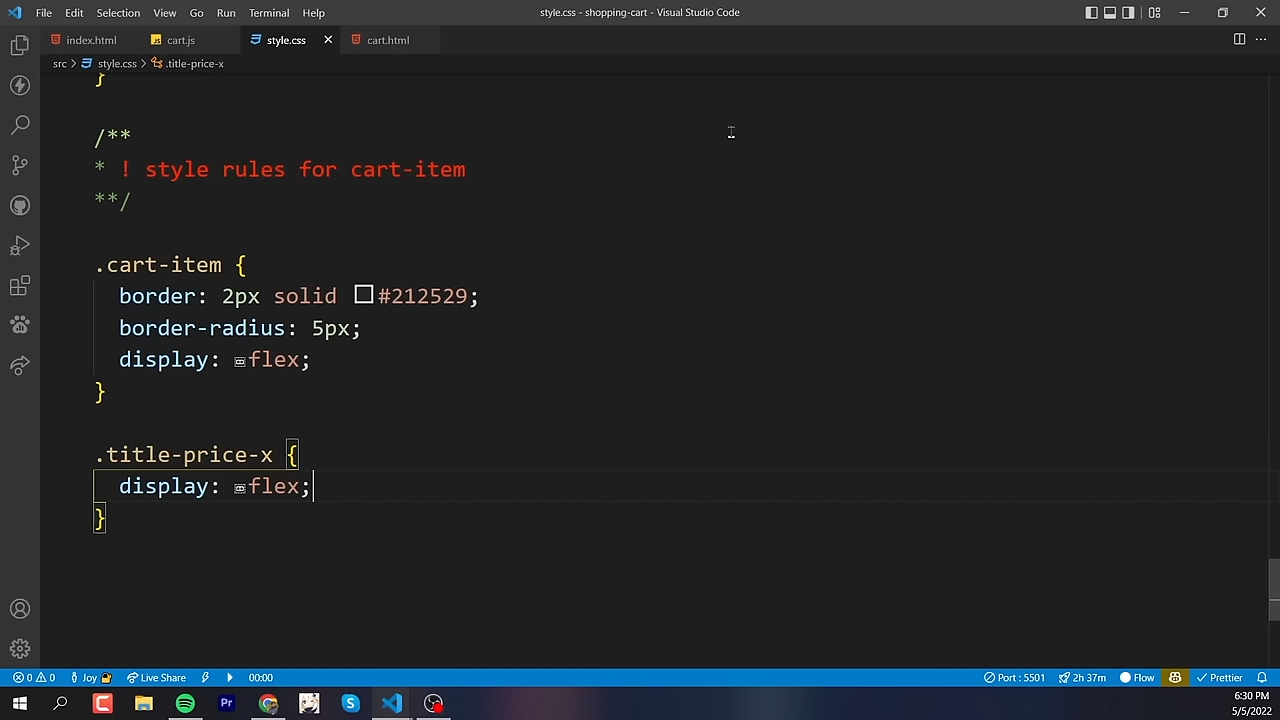 File Edit Selection View Go Run Terminal Help
style.css - shopping-cart - Visual Studio Code
index.html
JS cart.js
style.css
cart.html
src > style.css > .title-price-x
}
/**
* ! style rules for cart-item
**/
.cart-item {
border: 2px solid #212529;
border-radius: 5px;
display: flex;
}
.title-price-x {
display: flex;
}
0 0 Joy Live Share 00:00
Port : 5501 2h 37m Flow Prettier
Pr
6:30 PM
5/5/2022